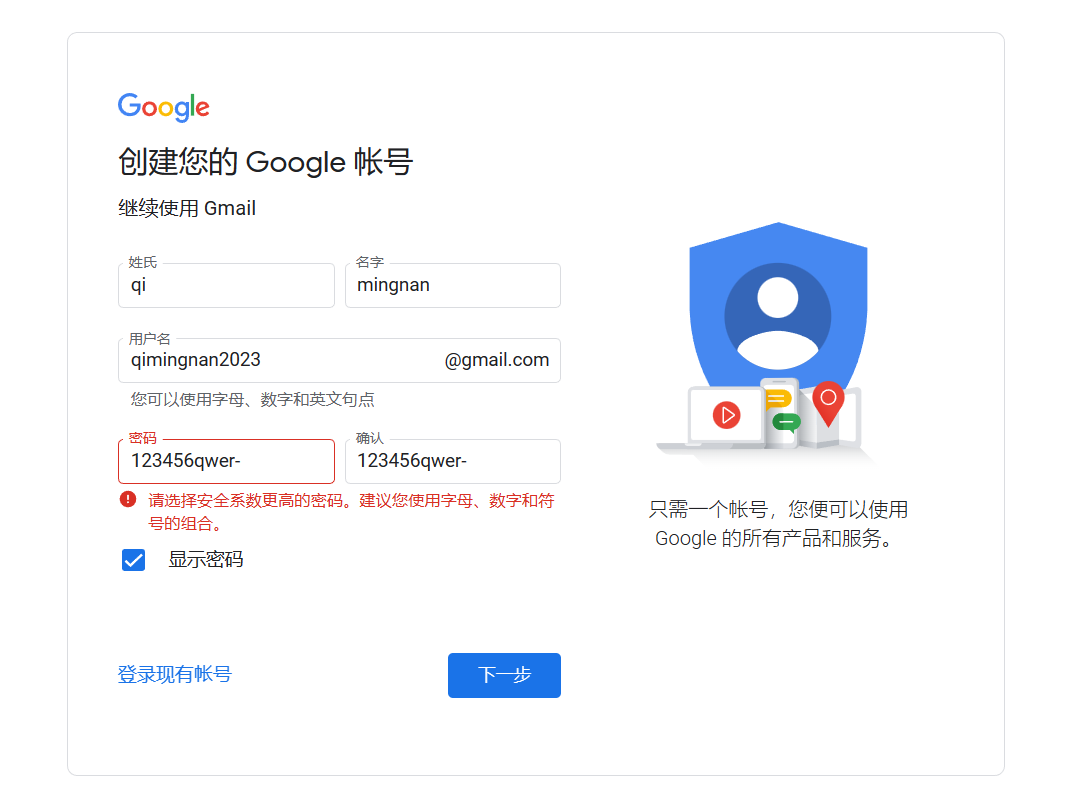 Google
创建您的 Google 帐号
继续使用 Gmail
姓氏
名字
qi
mingnan
用户名
qimingnan2023
@gmail.com
您可以使用字母、数字和英文句点
密码
确认
123456qwer-
123456qwer-
请选择安全系数更高的密码。建议您使用字母、数字和符
号的组合。
显示密码
登录现有帐号
下一步
只需一个帐号，您便可以使用
Google 的所有产品和服务。